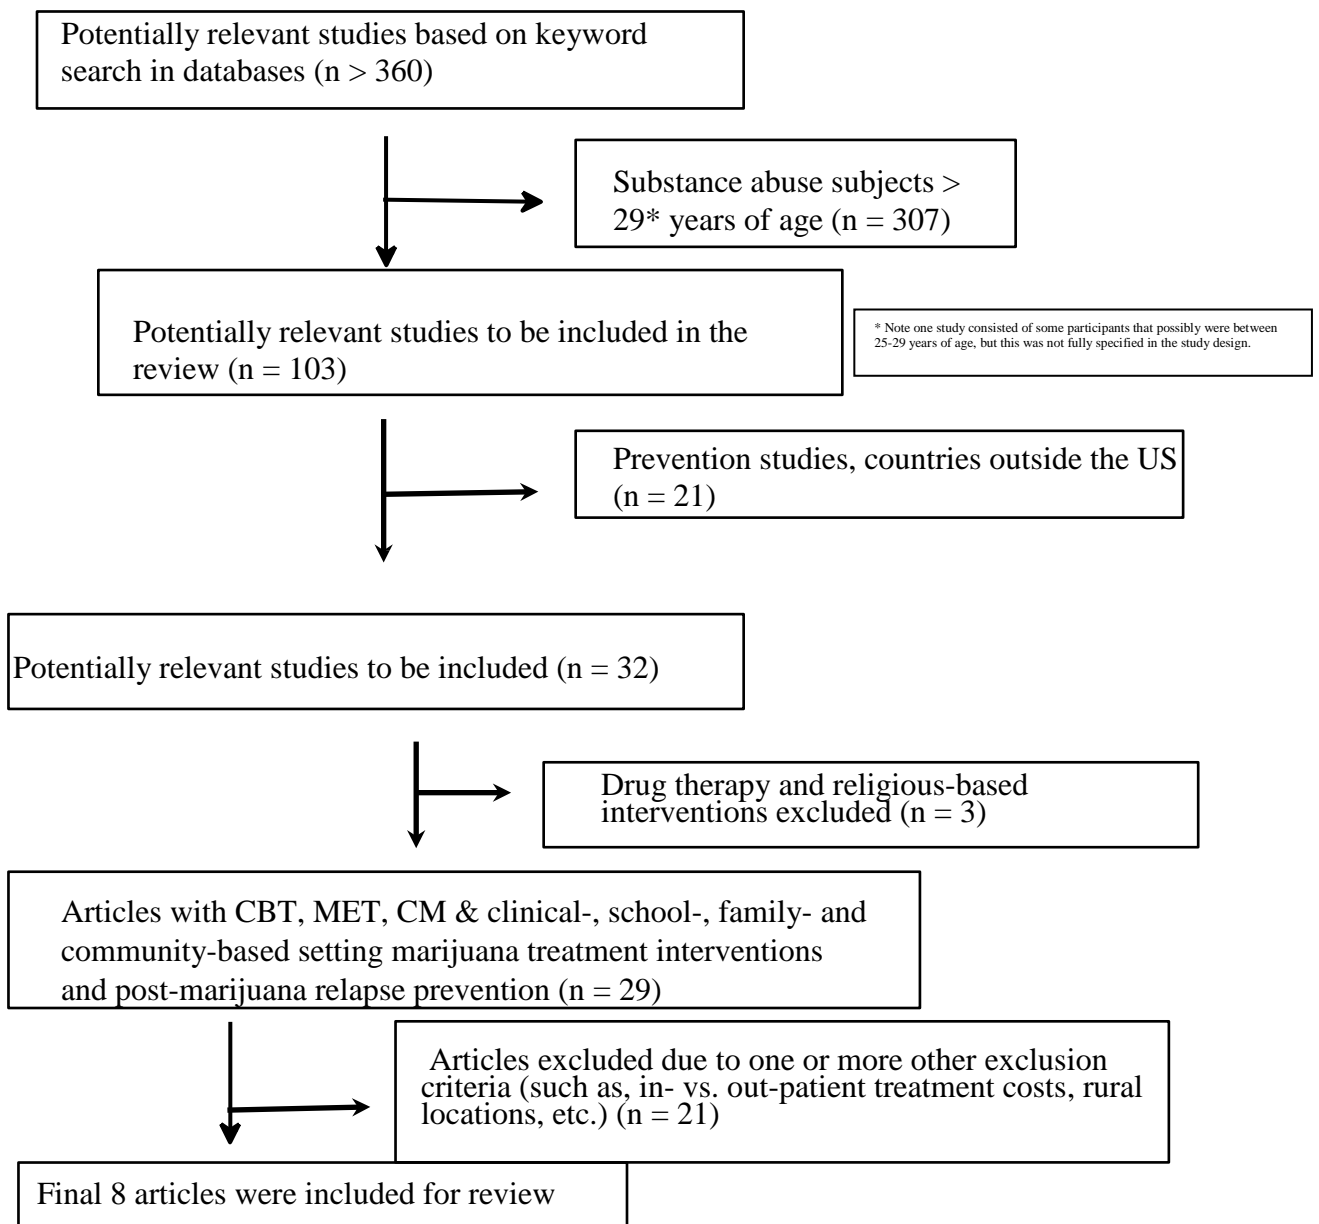 Potentially relevant studies based on keyword
search in databases (n > 360)
Substance abuse subjects >
29* years of age (n = 307)
Potentially relevant studies to be included in the
review (n = 103)
* Note one study consisted of some participants that possibly were between
25-29 years of age, but this was not fully specified in the study design.
Prevention studies, countries outside the US
(n = 21)
Potentially relevant studies to be included (n = 32)
Drug therapy and religious-based
interventions excluded (n = 3)
Articles with CBT, MET, CM & clinical-, school-, family- and
community-based setting marijuana treatment interventions
and post-marijuana relapse prevention (n = 29)
Articles excluded due to one or more other exclusion
criteria (such as, in- vs. out-patient treatment costs, rural
locations, etc.) (n = 21)
Final 8 articles were included for review